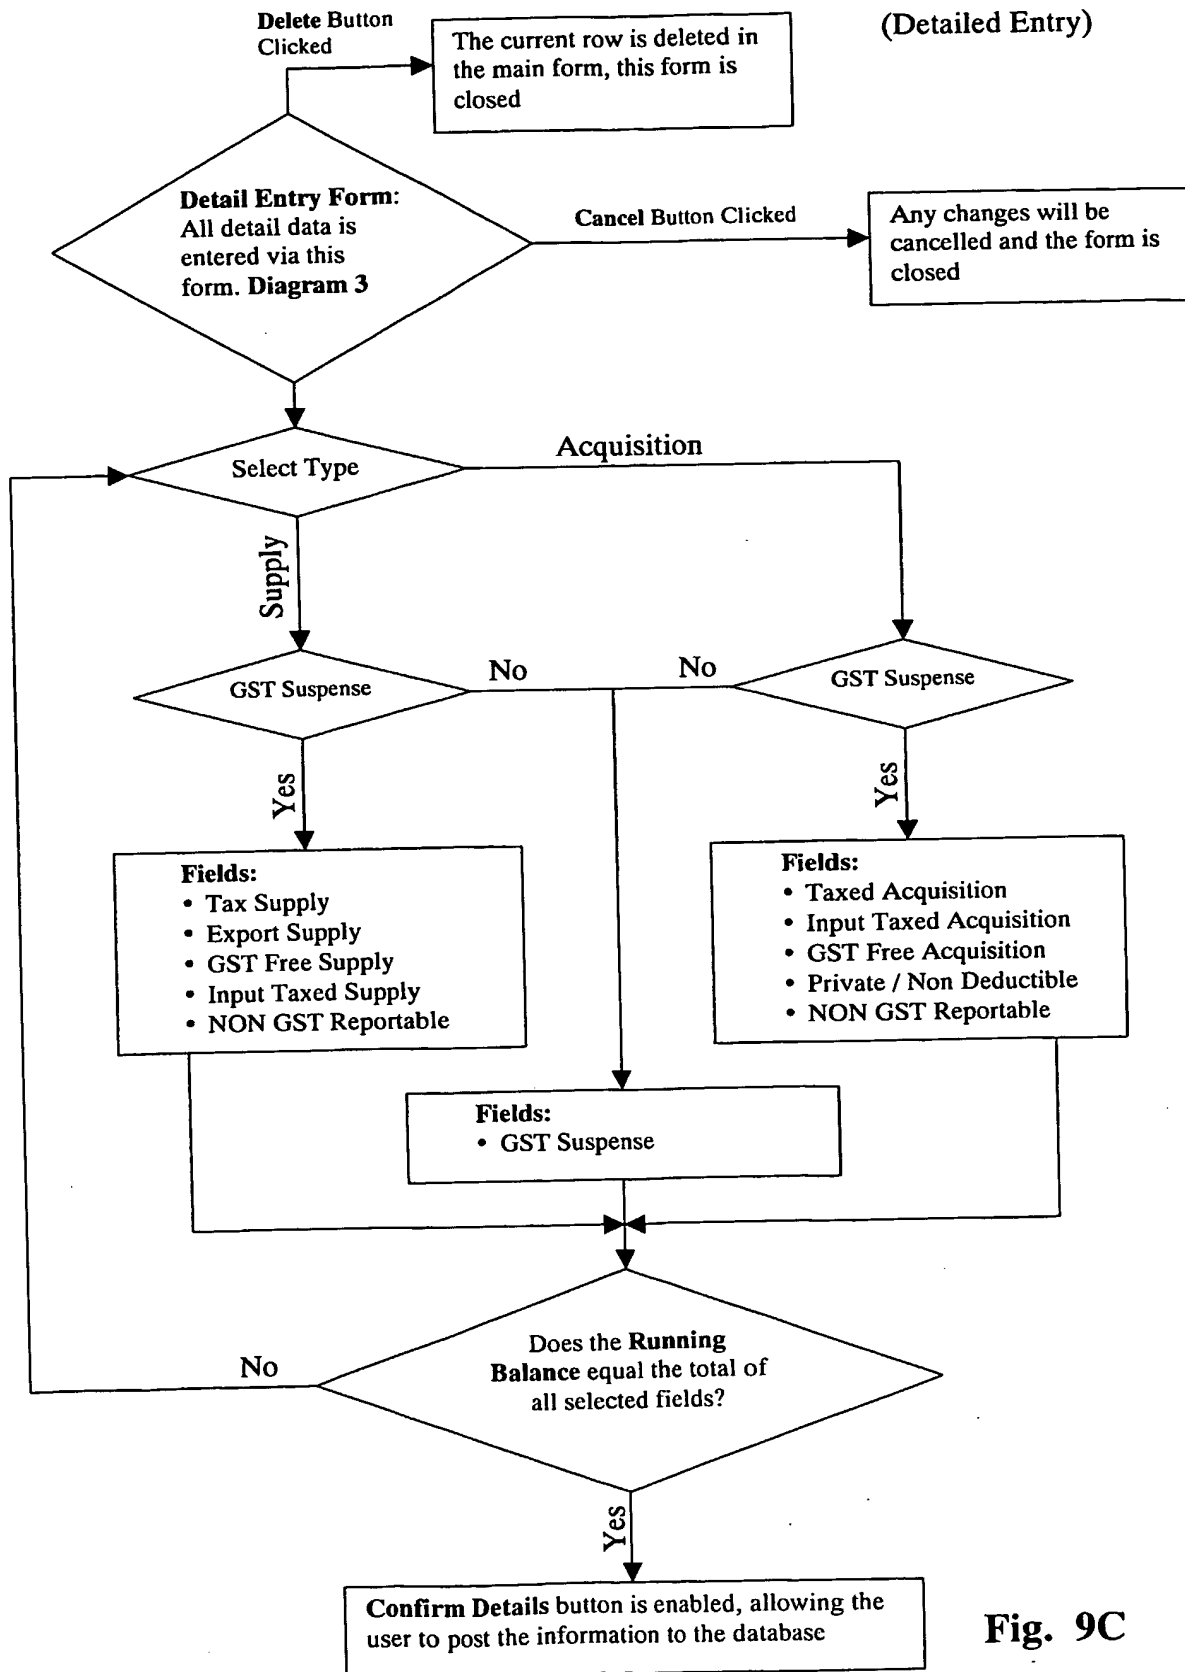 (Detailed Entry)
Delete Button
Clicked
The current row is deleted in
the main form, this form is
closed
Detail Entry Form:
All detail data is
entered via this
form. Diagram 3
Cancel Button Clicked
Any changes will be
cancelled and the form is
closed
Select Type
Acquisition
Supply
GST Suspense
No
No
GST Suspense
Yes
Yes
Fields:
• Tax Supply
• Export Supply
• GST Free Supply
• Input Taxed Supply
• NON GST Reportable
Fields:
• Taxed Acquisition
• Input Taxed Acquisition
• GST Free Acquisition
• Private / Non Deductible
• NON GST Reportable
Fields:
• GST Suspense
Does the Running
Balance equal the total of
all selected fields?
No
Yes
Confirm Details button is enabled, allowing the
user to post the information to the database
Fig. 9C